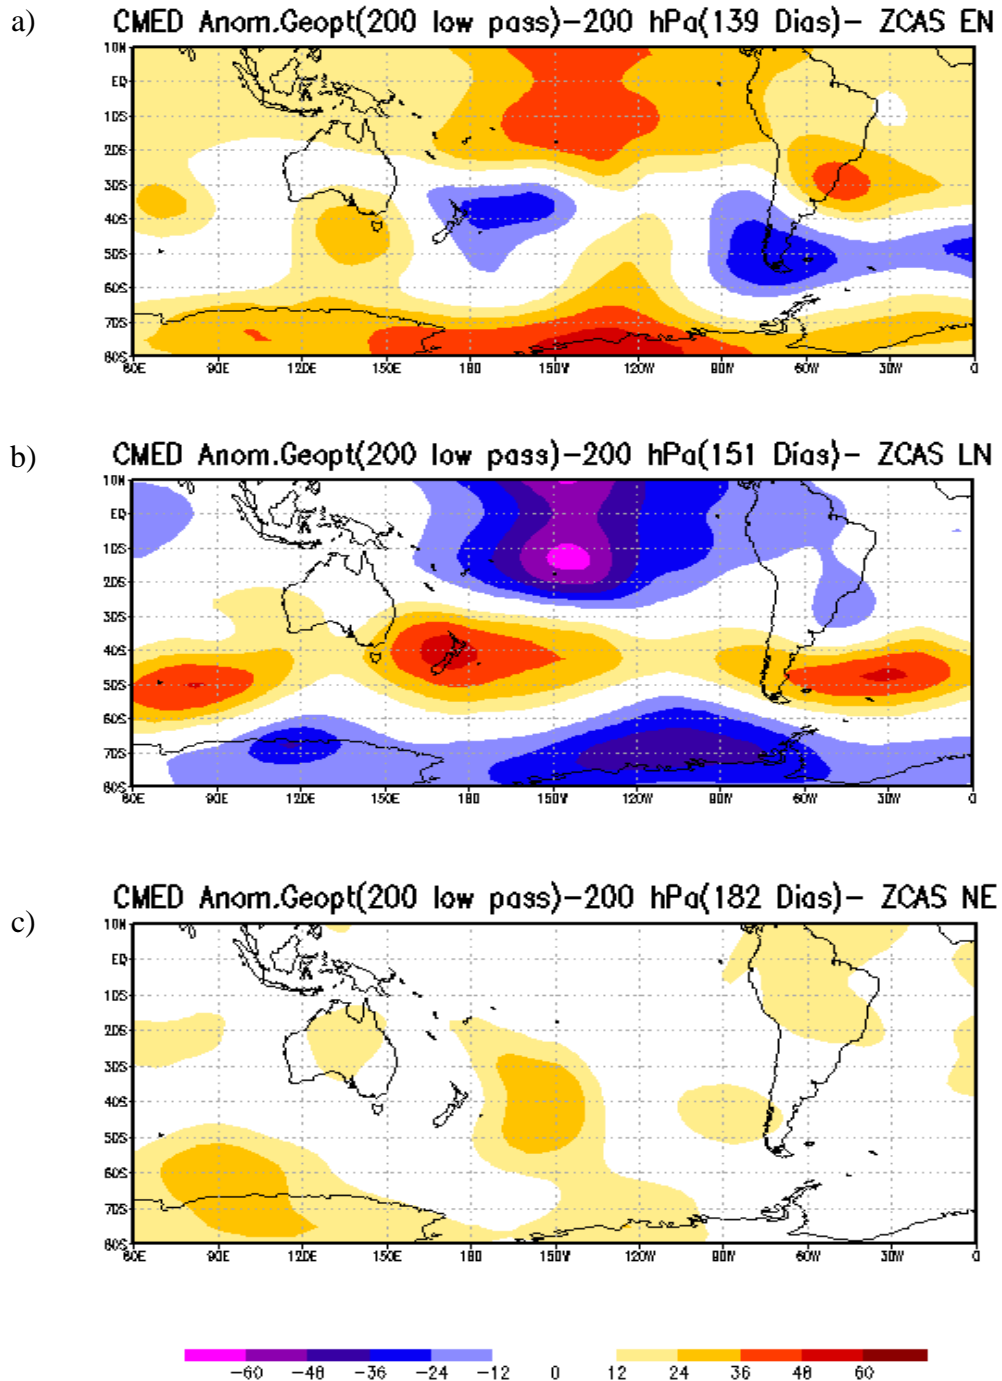 a)
CMED Anom.Geopt(200 low pass)-200 hPa(139 Dias)- ZCAS EN
10N
EQ
10S
20S
30S
40S
50S
60S
70S
80S
60E 90E 120E 150E 180 150W 120W 90W 60W 30W 0
b)
CMED Anom.Geopt(200 low pass)-200 hPa(151 Dias)- ZCAS LN
10N
EQ
10S
20S
30S
40S
50S
60S
70S
80S
60E 90E 120E 150E 180 150W 120W 90W 60W 30W 0
c)
CMED Anom.Geopt(200 low pass)-200 hPa(182 Dias)- ZCAS NE
10N
EQ
10S
20S
30S
40S
50S
60S
70S
80S
60E 90E 120E 150E 180 150W 120W 90W 60W 30W 0
-60 -48 -36 -24 -12 0 12 24 36 48 60